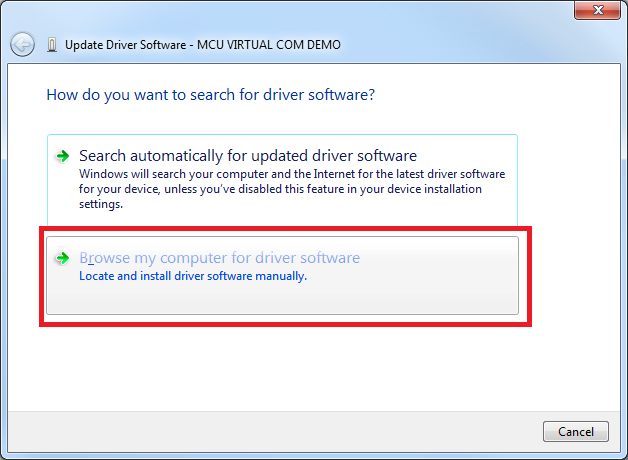 Update Driver Software - MCU VIRTUAL COM DEMO
How do you want to search for driver software?
Search automatically for updated driver software
Windows will search your computer and the Internet for the latest driver software
for your device, unless you've disabled this feature in your device installation
settings.
Browse my computer for driver software
Locate and install driver software manually.
Cancel